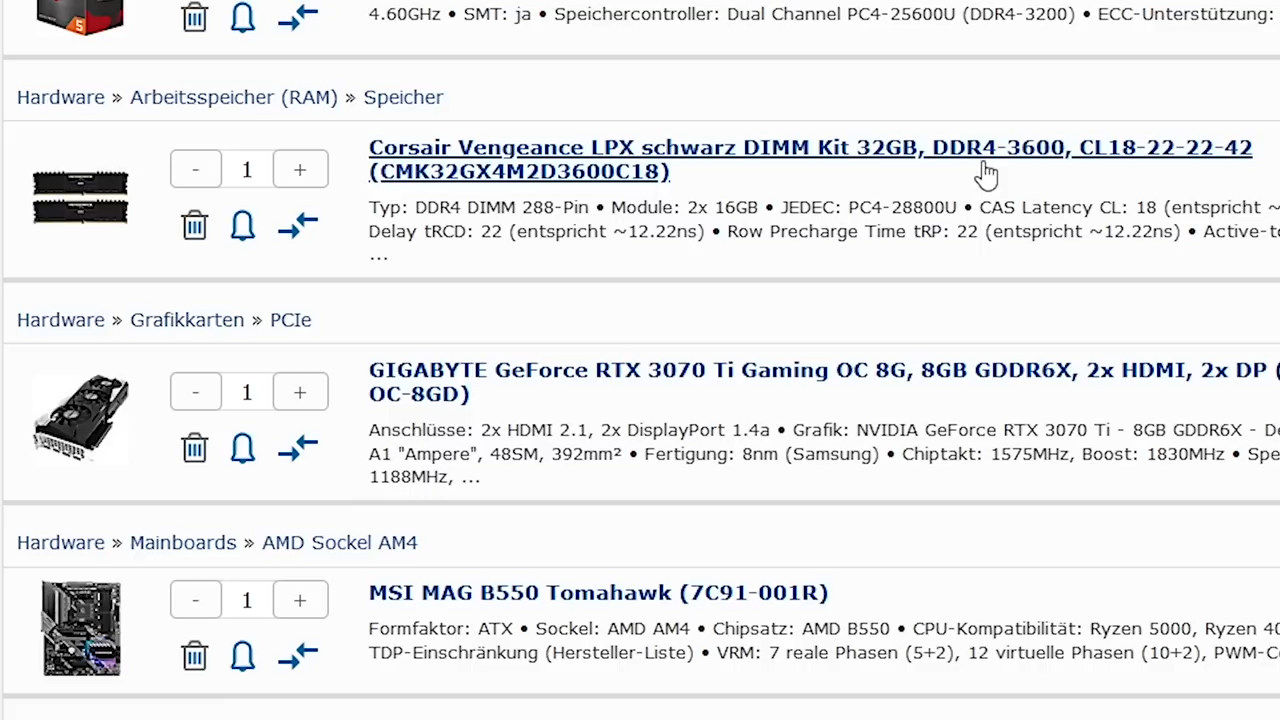 4.60GHz • SMT: ja • Speichercontroller: Dual Channel PC4-25600U (DDR4-3200) • ECC-Unterstützung:
5
Hardware » Arbeitsspeicher (RAM) » Speicher
- 1 +
Corsair Vengeance LPX schwarz DIMM Kit 32GB, DDR4-3600, CL18-22-22-42
(CMK32GX4M2D3600C18)
Typ: DDR4 DIMM 288-Pin • Module: 2x 16GB • JEDEC: PC4-28800U • CAS Latency CL: 18 (entspricht ~
Delay tRCD: 22 (entspricht ~12.22ns) • Row Precharge Time tRP: 22 (entspricht ~12.22ns) • Active-to
...
Hardware » Grafikkarten » PCIe
- 1 +
GIGABYTE GeForce RTX 3070 Ti Gaming OC 8G, 8GB GDDR6X, 2x HDMI, 2x DP (
OC-8GD)
Anschlüsse: 2x HDMI 2.1, 2x DisplayPort 1.4a • Grafik: NVIDIA GeForce RTX 3070 Ti - 8GB GDDR6X - De
A1 "Ampere", 48SM, 392mm² • Fertigung: 8nm (Samsung) • Chiptakt: 1575MHz, Boost: 1830MHz • Spe
1188MHz, ...
Hardware » Mainboards » AMD Sockel AM4
- 1 +
MSI MAG B550 Tomahawk (7C91-001R)
Formfaktor: ATX • Sockel: AMD AM4 • Chipsatz: AMD B550 • CPU-Kompatibilität: Ryzen 5000, Ryzen 40
TDP-Einschränkung (Hersteller-Liste) • VRM: 7 reale Phasen (5+2), 12 virtuelle Phasen (10+2), PWM-C